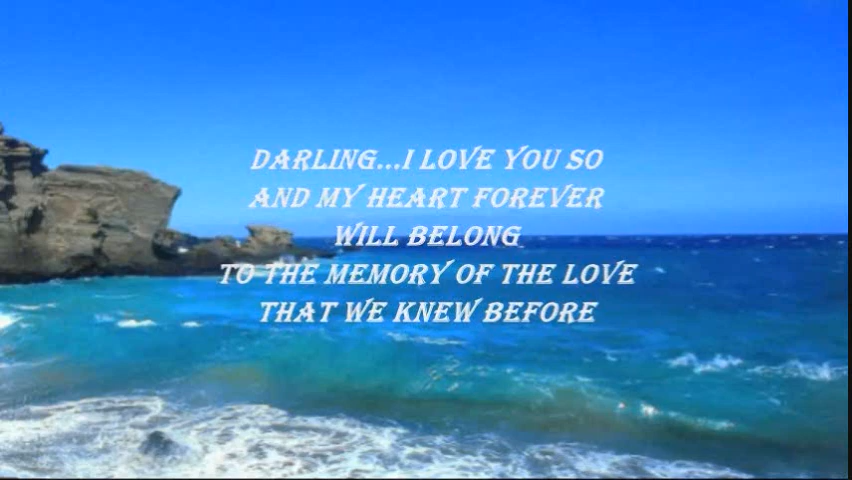 DARLING...I LOVE YOU SO
AND MY HEART FOREVER
WILL BELONG
TO THE MEMORY OF THE LOVE
THAT WE KNEW BEFORE